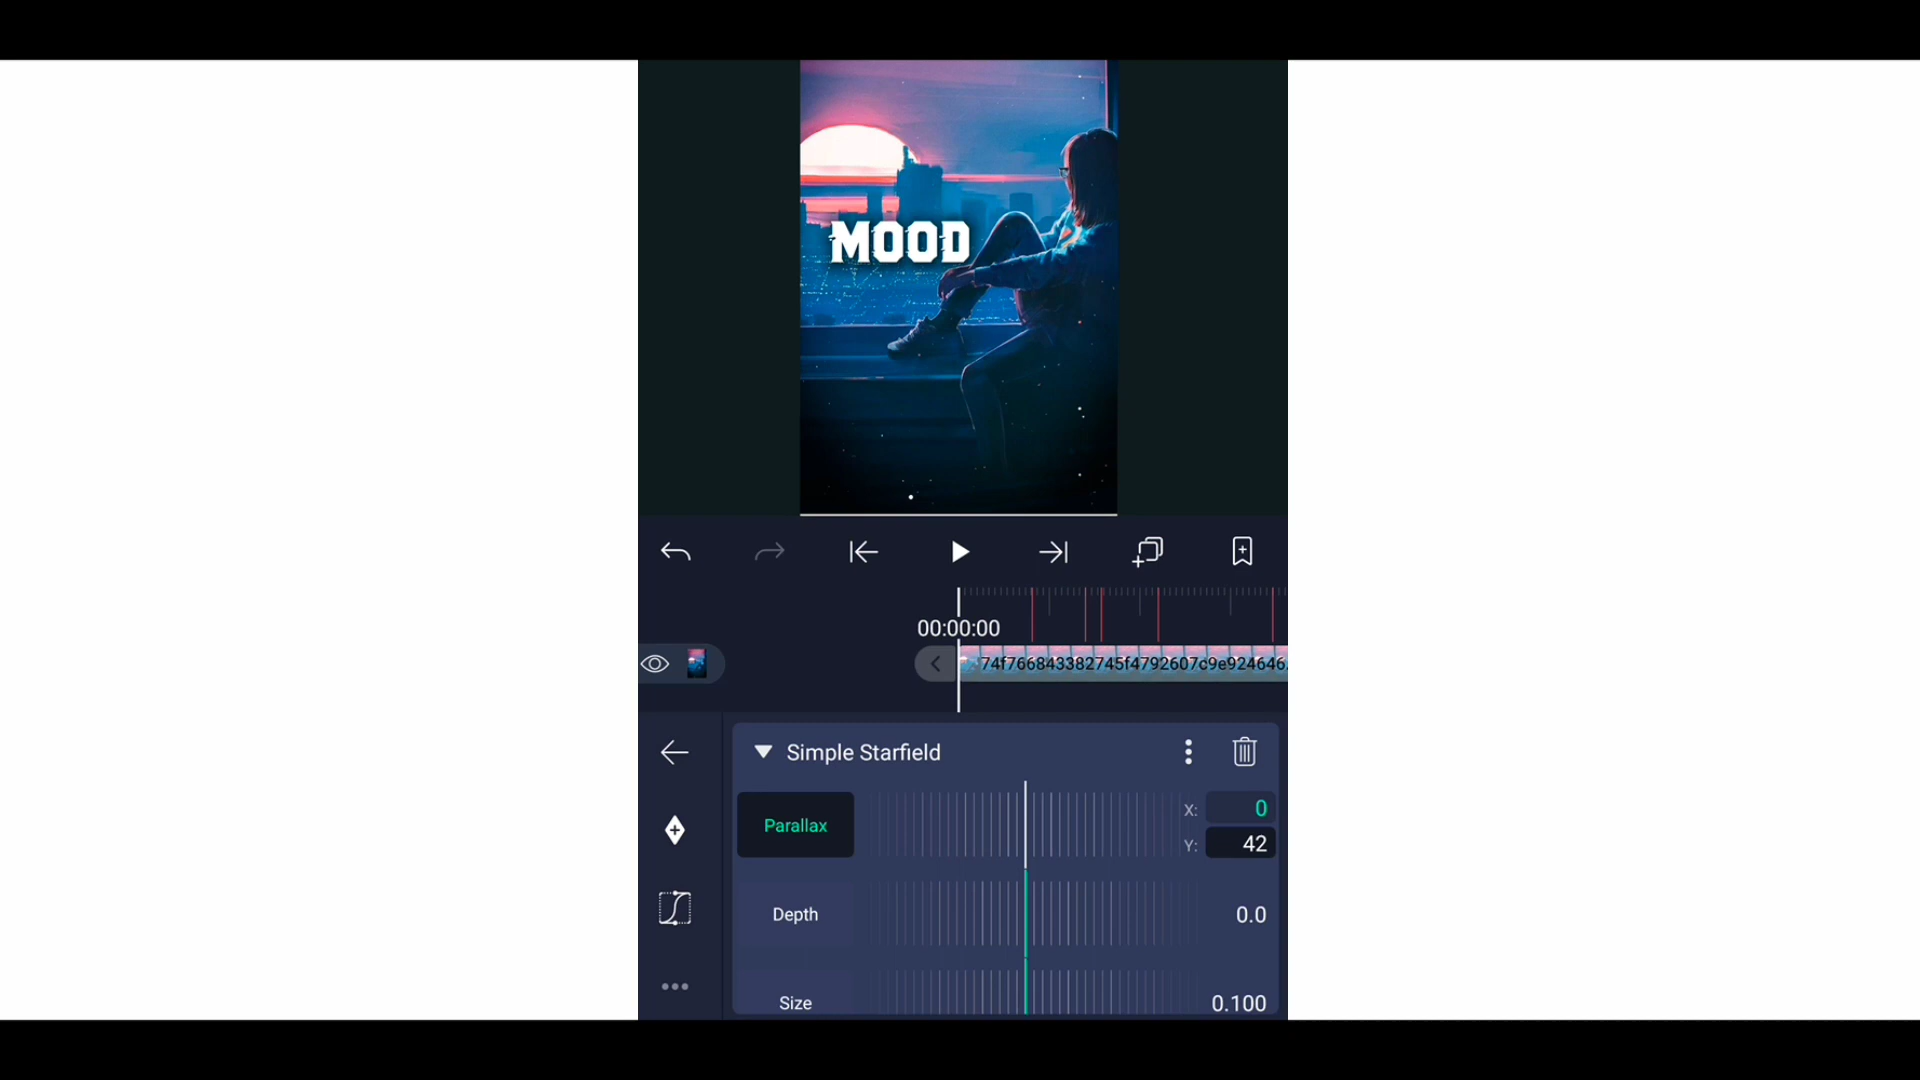 MOOD
00:00:00
74f766843382745f4792607c9e924646
Simple Starfield
Parallax
X: 0
Y: 42
Depth 0.0
Size 0.100